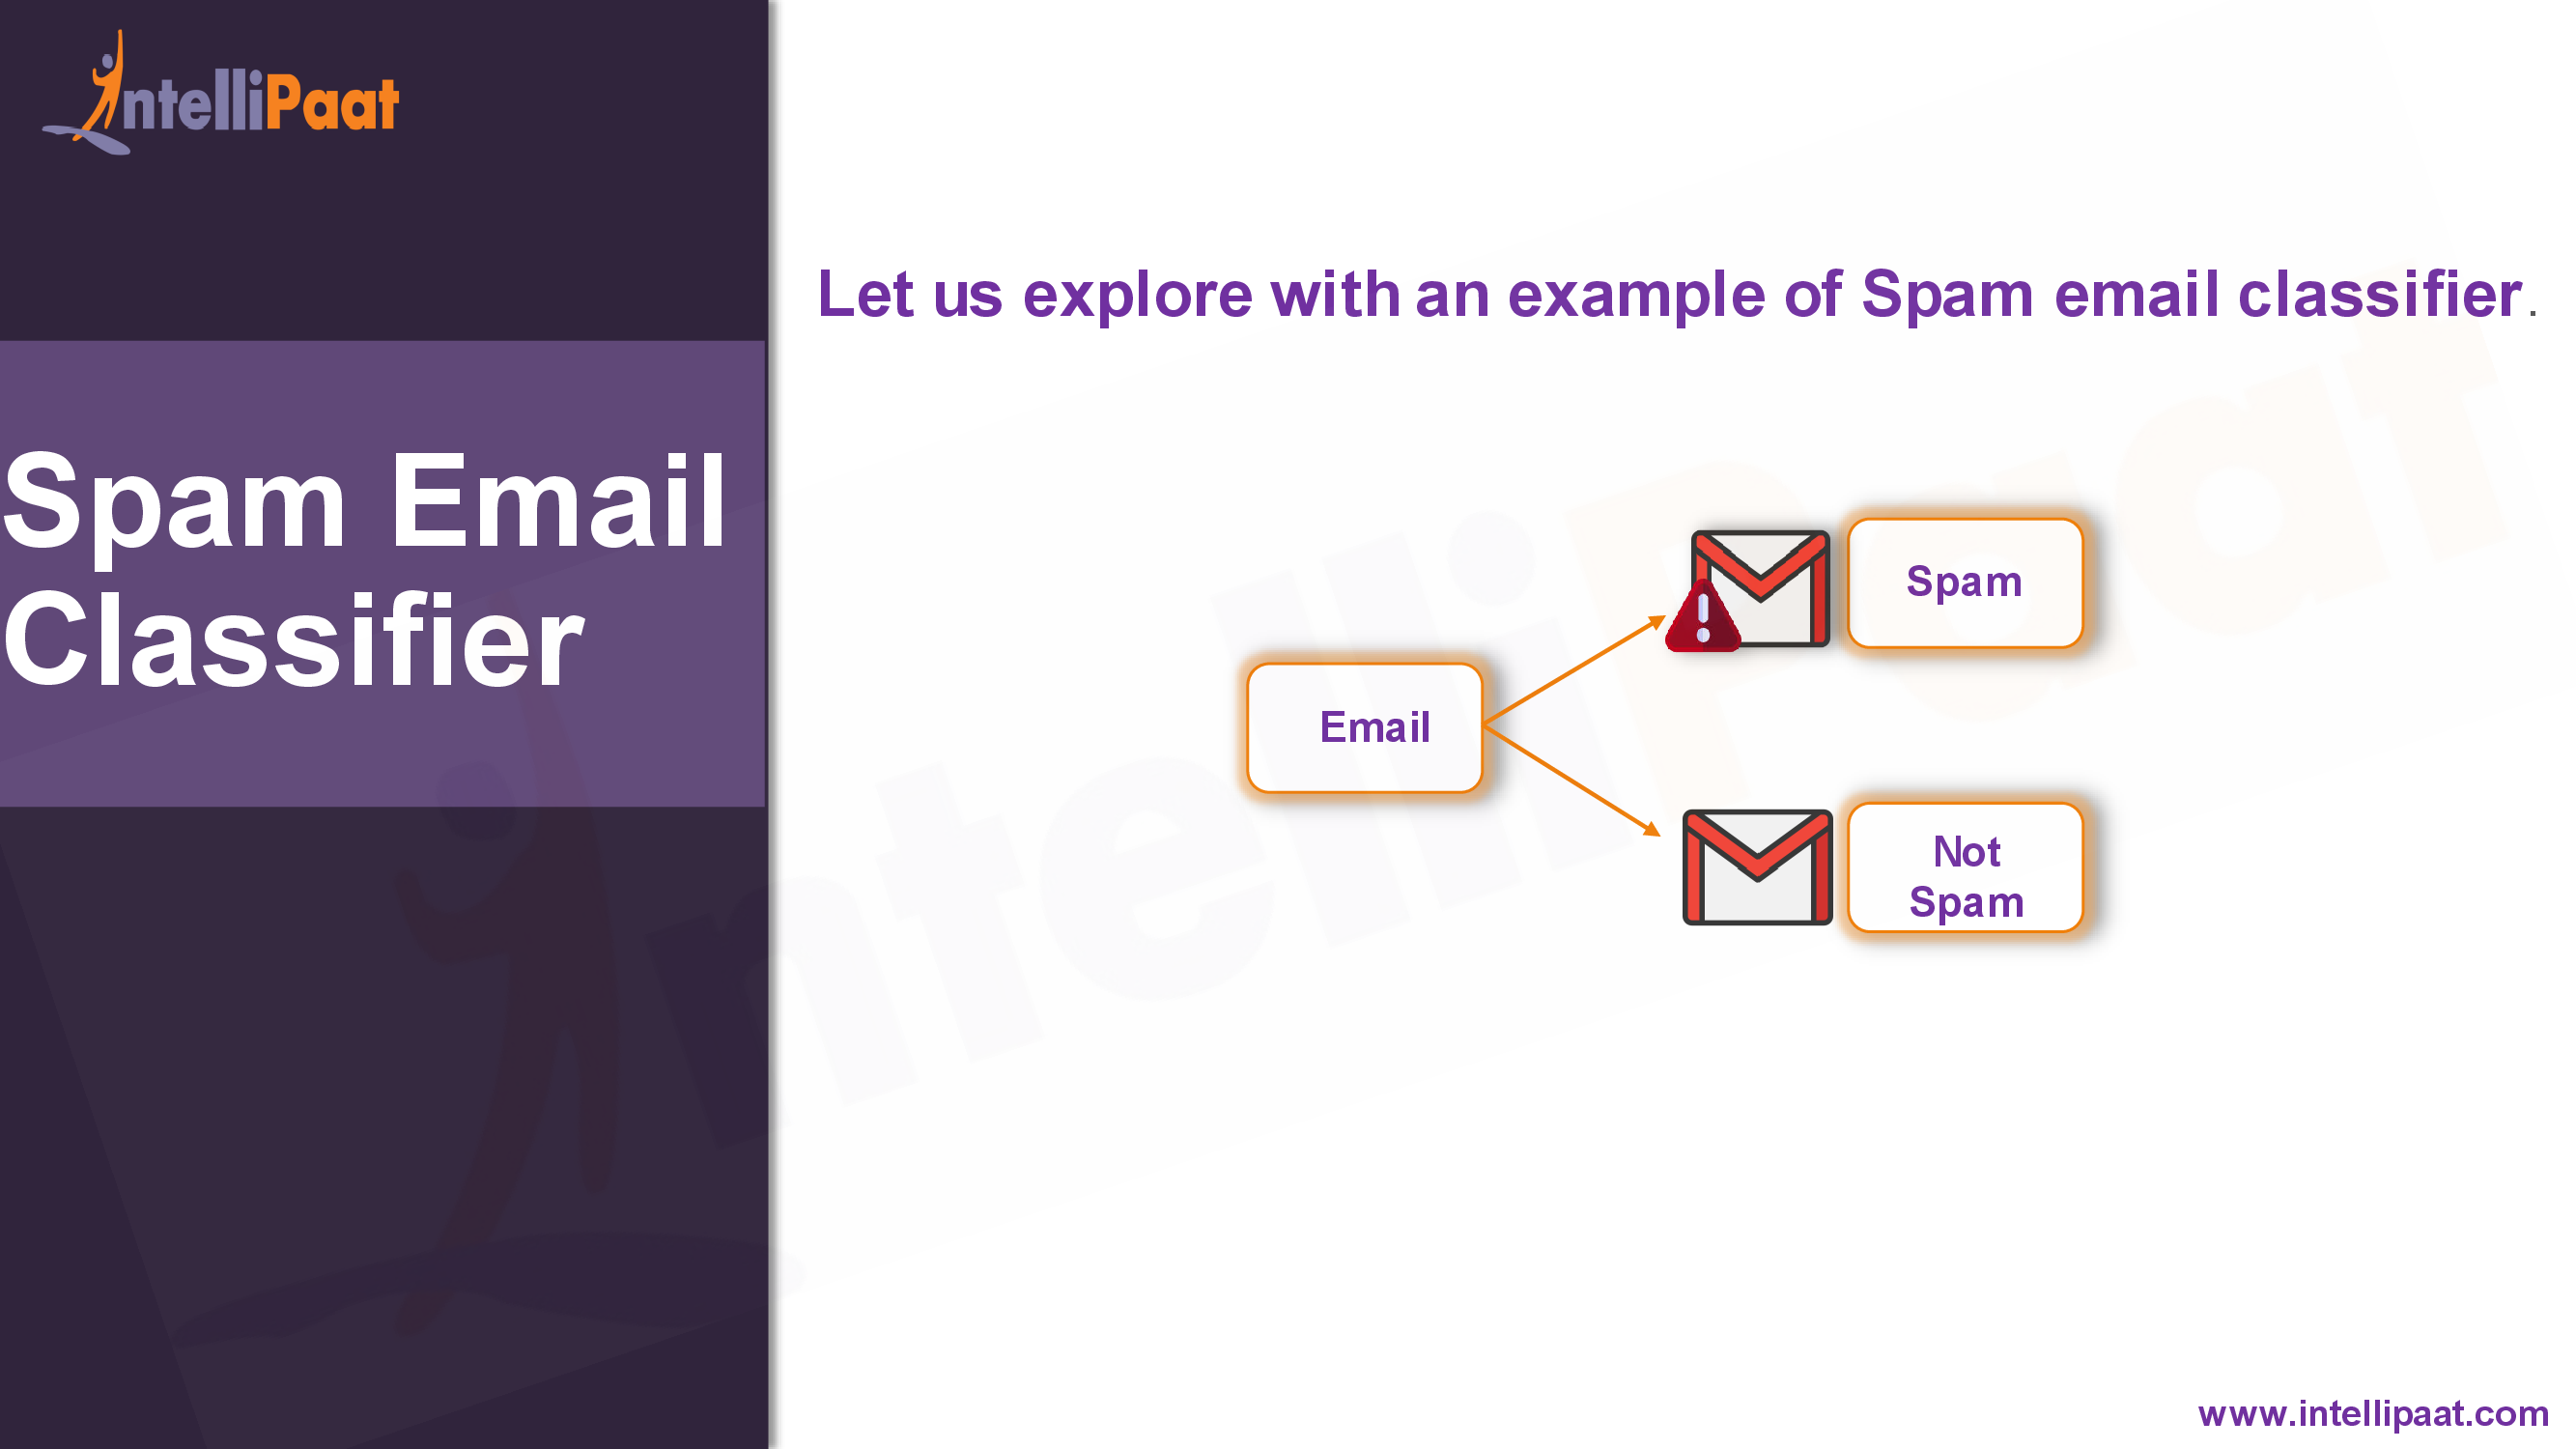 IntelliPaat
Spam Email
Classifier
Let us explore with an example of Spam email classifier.
Email
Spam
Not
Spam
www.intellipaat.com